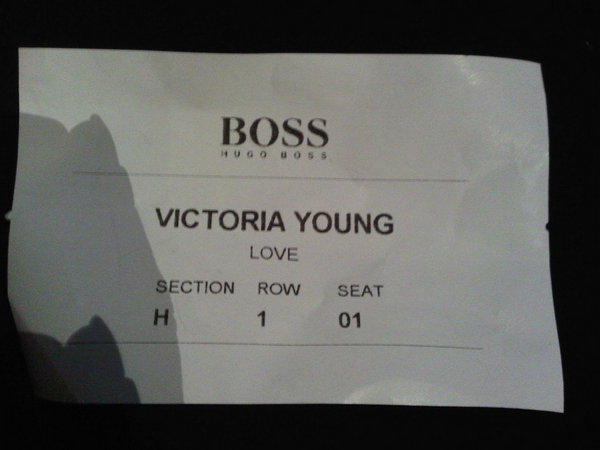 BOSS
HUGO BOSS
VICTORIA YOUNG
LOVE
SECTION ROW SEAT
H 1 01